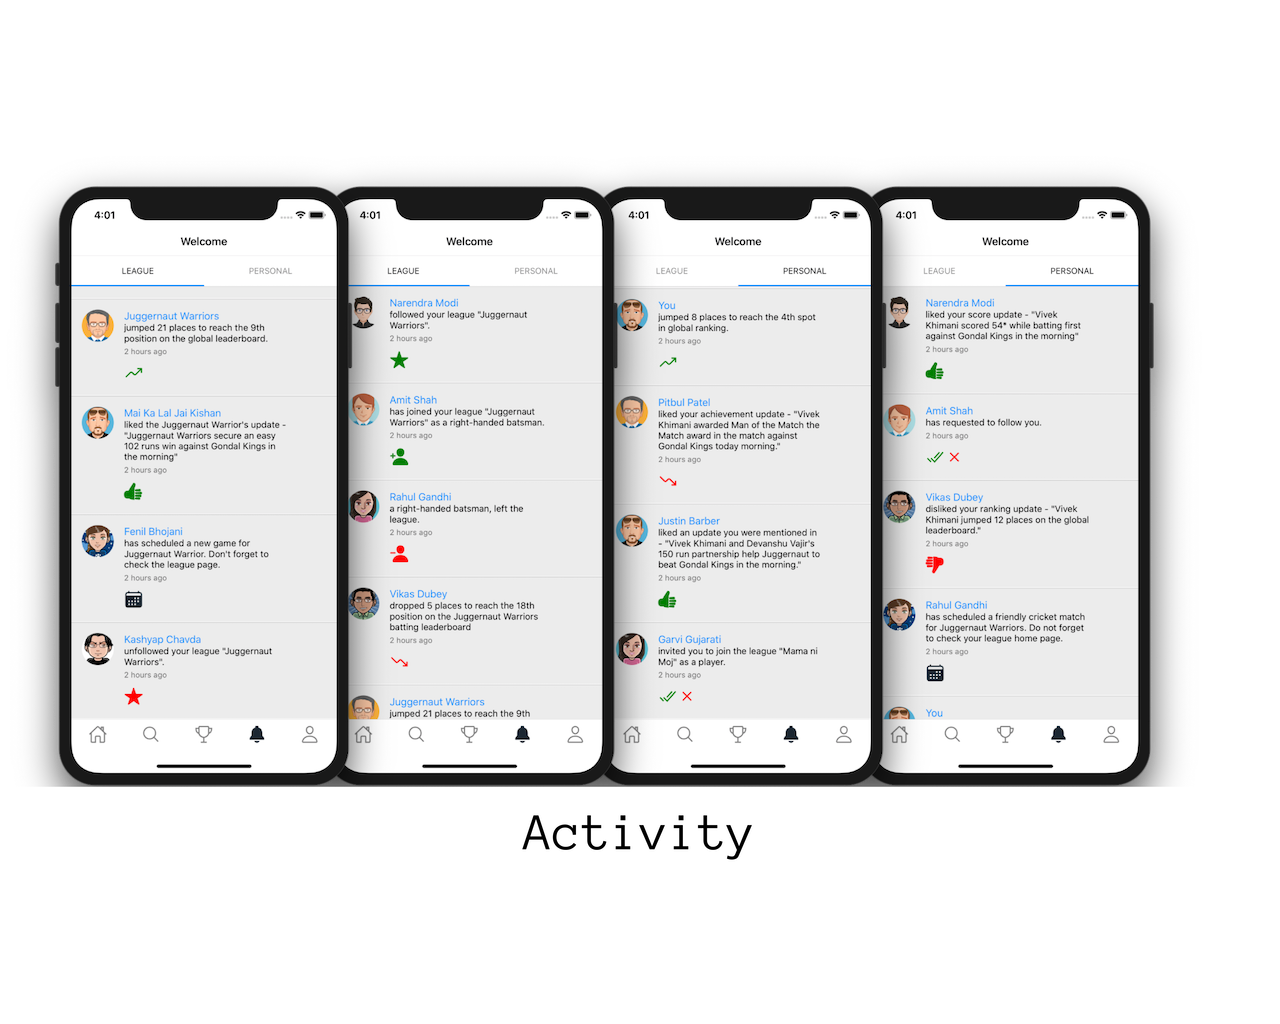 4:01
Welcome
LEAGUE PERSONAL
Juggernaut Warriors
jumped 21 places to reach the 9th
position on the global leaderboard.
2 hours ago
Mai Ka Lal Jai Kishan
liked the Juggernaut Warrior's update -
"Juggernaut Warriors secure an easy
102 runs win against Gondal Kings in
the morning"
2 hours ago
Fenil Bhojani
has scheduled a new game for
Juggernaut Warrior. Don't forget to
check the league page.
2 hours ago
Kashyap Chavda
unfollowed your league "Juggernaut
Warriors".
2 hours ago
4:01
Welcome
LEAGUE PERSONAL
Narendra Modi
followed your league "Juggernaut
Warriors".
2 hours ago
Amit Shah
has joined your league "Juggernaut
Warriors" as a right-handed batsman.
2 hours ago
Rahul Gandhi
a right-handed batsman, left the
league.
2 hours ago
Vikas Dubey
dropped 5 places to reach the 18th
position on the Juggernaut Warriors
batting leaderboard
2 hours ago
Juggernaut Warriors
jumped 21 places to reach the 9th
4:01
Welcome
LEAGUE PERSONAL
You
jumped 8 places to reach the 4th spot
in global ranking.
2 hours ago
Pitbul Patel
liked your achievement update - "Vivek
Khimani awarded Man of the Match the
Match award in the match against
Gondal Kings today morning."
2 hours ago
Justin Barber
liked an update you were mentioned in
- "Vivek Khimani and Devanshu Vajir's
150 run partnership help Juggernaut to
beat Gondal Kings in the morning."
2 hours ago
Garvi Gujarati
invited you to join the league "Mama ni
Moj" as a player.
2 hours ago
4:01
Welcome
LEAGUE PERSONAL
Narendra Modi
liked your score update - "Vivek
Khimani scored 54* while batting first
against Gondal Kings in the morning"
2 hours ago
Amit Shah
has requested to follow you.
2 hours ago
Vikas Dubey
disliked your ranking update - "Vivek
Khimani jumped 12 places on the global
leaderboard."
2 hours ago
Rahul Gandhi
has scheduled a friendly cricket match
for Juggernaut Warriors. Do not forget
to check your league home page.
2 hours ago
You
Activity